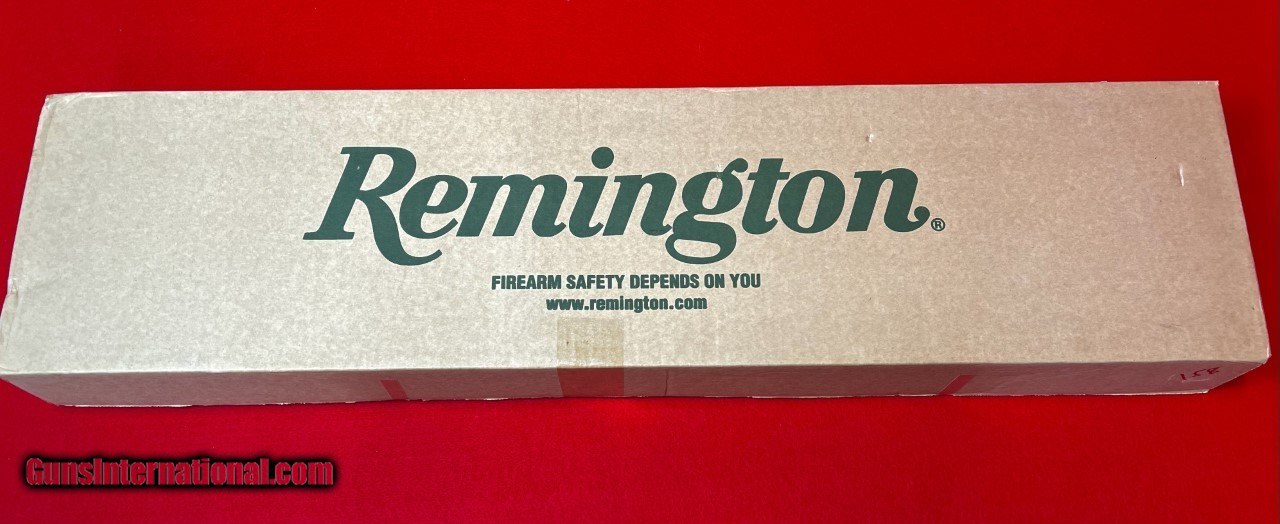 Remington®
FIREARM SAFETY DEPENDS ON YOU
www.remington.com
GunsInternational.com